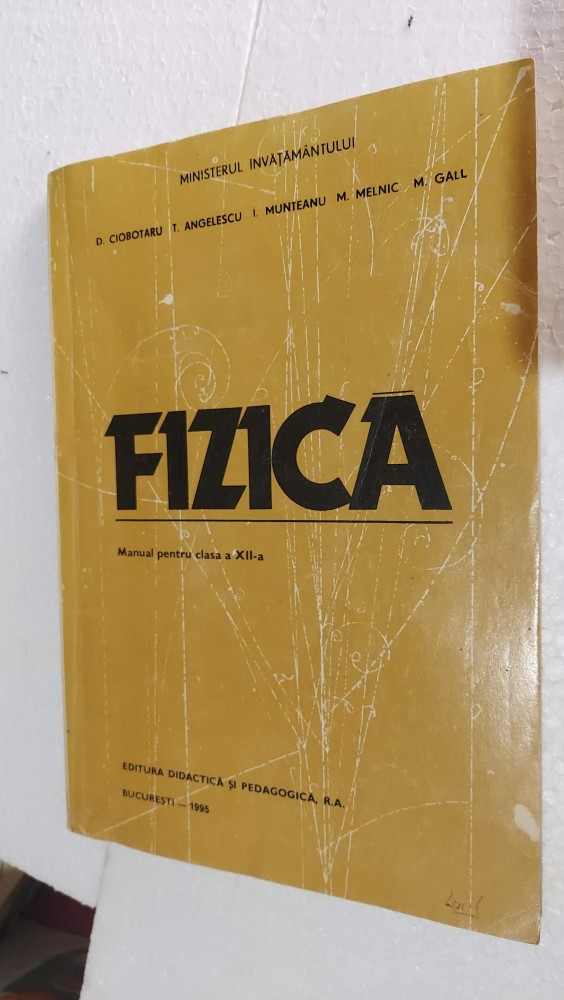 MINISTERUL ÎNVĂȚĂMÂNTULUI
D. CIOBOTARU T. ANGELESCU I. MUNTEANU M. MELNIC M. GALL
FIZICĂ
Manual pentru clasa a XII-a
EDITURA DIDACTICĂ ȘI PEDAGOGICĂ, R.A.
BUCUREȘTI — 1995